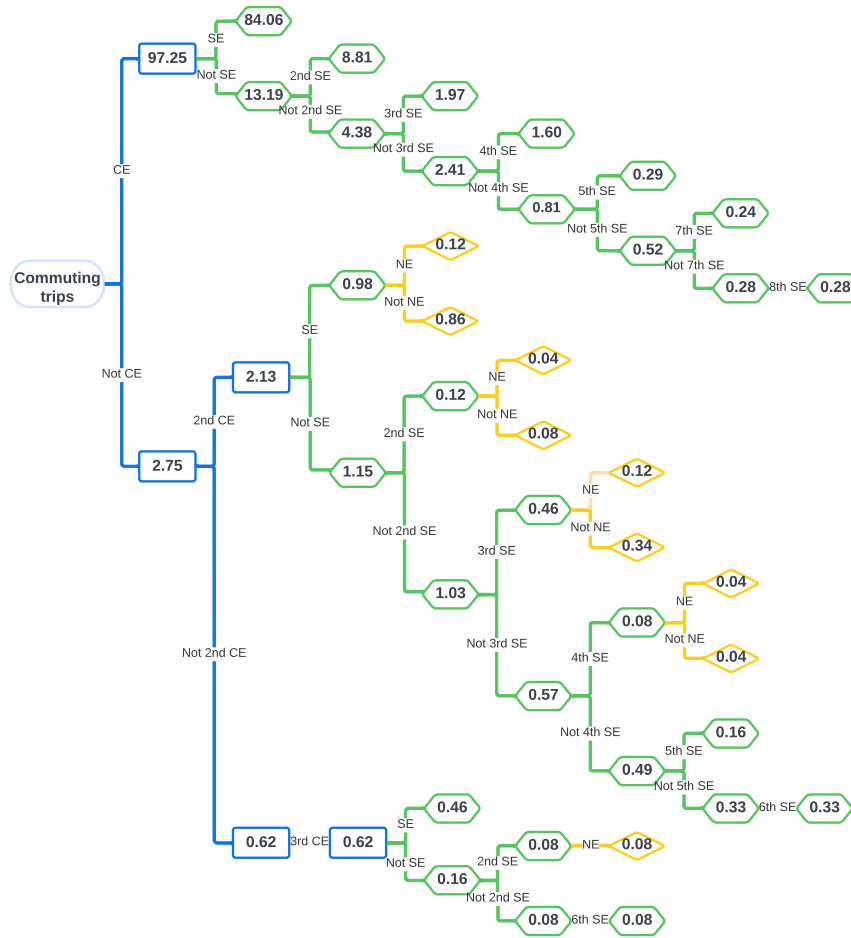 84.06
SE
97.25
Not SE
8.81
2nd SE
13.19
Not 2nd SE
1.97
3rd SE
4.38
Not 3rd SE
1.60
4th SE
2.41
Not 4th SE
0.29
5th SE
0.81
Not 5th SE
0.24
7th SE
0.52
Not 7th SE
0.28
8th SE
0.28
CE
Commuting
trips
Not CE
0.12
NE
0.98
Not NE
0.86
SE
2.13
Not SE
2nd CE
2.75
0.04
NE
0.12
Not NE
0.08
2nd SE
1.15
Not 2nd SE
0.12
NE
0.46
Not NE
0.34
3rd SE
1.03
Not 3rd SE
0.04
NE
0.08
Not NE
0.04
4th SE
0.57
Not 4th SE
0.16
5th SE
0.49
Not 5th SE
0.33
6th SE
0.33
Not 2nd CE
0.62
3rd CE
0.62
0.46
SE
Not SE
0.16
0.08
NE
0.08
2nd SE
Not 2nd SE
0.08
6th SE
0.08